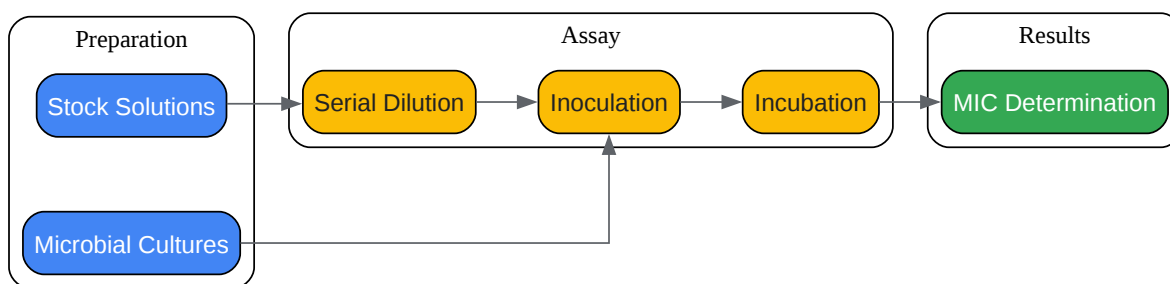 Preparation
Stock Solutions
Microbial Cultures
Assay
Serial Dilution
Inoculation
Incubation
Results
MIC Determination